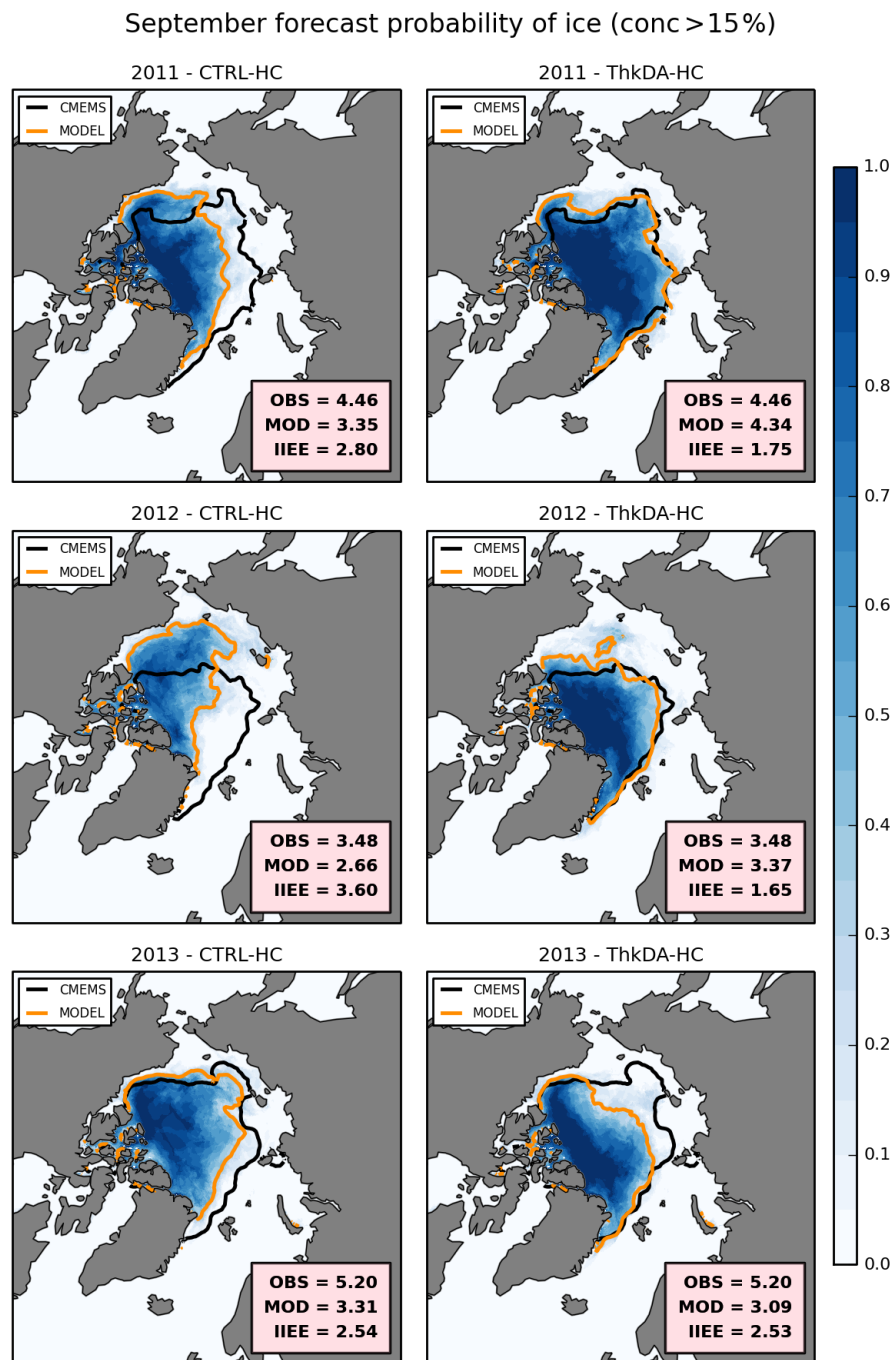 September forecast probability of ice (conc >15%)
2011 - CTRL-HC
CMEMS
MODEL
OBS = 4.46
MOD = 3.35
IIEE = 2.80
2011 - ThkDA-HC
CMEMS
MODEL
OBS = 4.46
MOD = 4.34
IIEE = 1.75
2012 - CTRL-HC
CMEMS
MODEL
OBS = 3.48
MOD = 2.66
IIEE = 3.60
2012 - ThkDA-HC
CMEMS
MODEL
OBS = 3.48
MOD = 3.37
IIEE = 1.65
2013 - CTRL-HC
CMEMS
MODEL
OBS = 5.20
MOD = 3.31
IIEE = 2.54
2013 - ThkDA-HC
CMEMS
MODEL
OBS = 5.20
MOD = 3.09
IIEE = 2.53
1.0
0.9
0.8
0.7
0.6
0.5
0.4
0.3
0.2
0.1
0.0